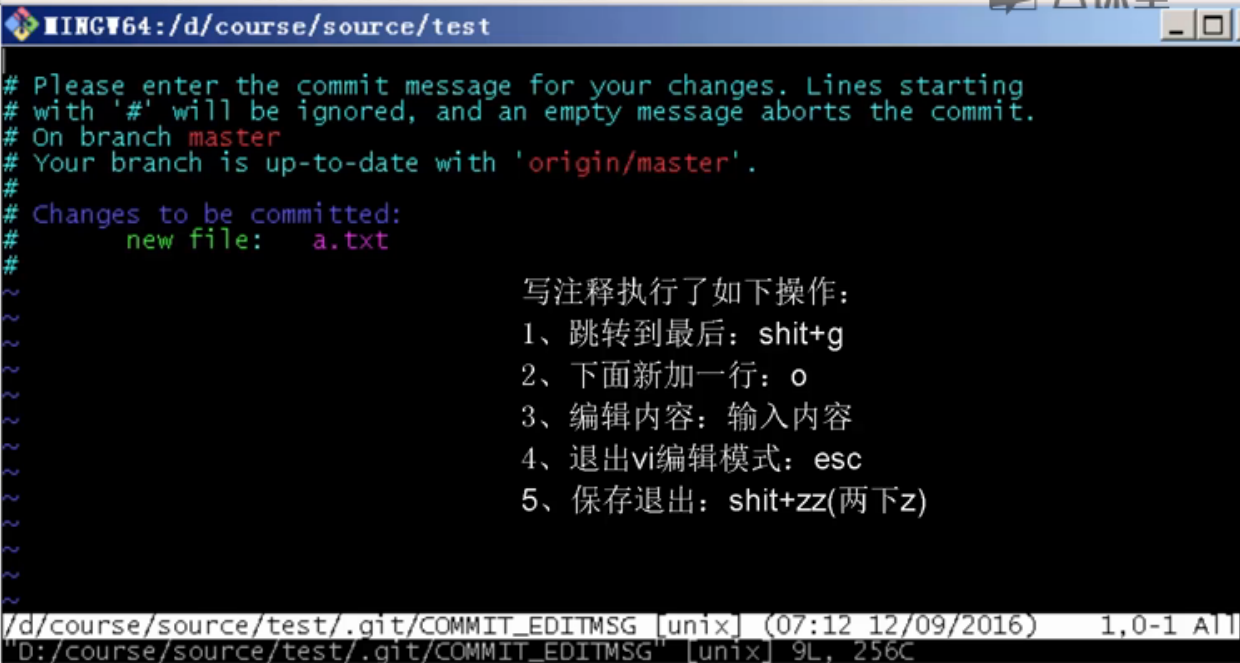 MINGW64:/d/course/source/test
# Please enter the commit message for your changes. Lines starting
# with '#' will be ignored, and an empty message aborts the commit.
# On branch master
# Your branch is up-to-date with 'origin/master'.
#
# Changes to be committed:
#       new file:   a.txt
#
~
写注释执行了如下操作：
~
1、跳转到最后：shit+g
~
2、下面新加一行：o
~
~
3、编辑内容：输入内容
~
4、退出vi编辑模式：esc
~
~
5、保存退出：shit+zz(两下z)
~
~
~
~
~
/d/course/source/test/.git/COMMIT_EDITMSG [unix] (07:12 12/09/2016) 1,0-1 All
"D:/course/source/test/.git/COMMIT_EDITMSG" [unix] 9L, 256C